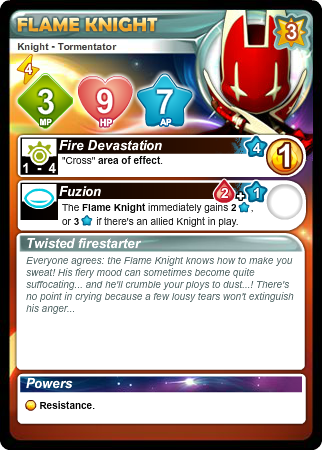 FLAME KNIGHT
3
Knight - Tormentator
4
3
MP
9
HP
7
AP
Fire Devastation
4
1
1 - 4
"Cross" area of effect.
Fuzion
2 + 1
The Flame Knight immediately gains 2 ,
or 3 if there's an allied Knight in play.
Twisted firestarter
Everyone agrees: the Flame Knight knows how to make you
sweat! His fiery mood can sometimes become quite
suffocating... and he'll crumble your ploys to dust...! There's
no point in crying because a few lousy tears won't extinguish
his anger...
Powers
Resistance.